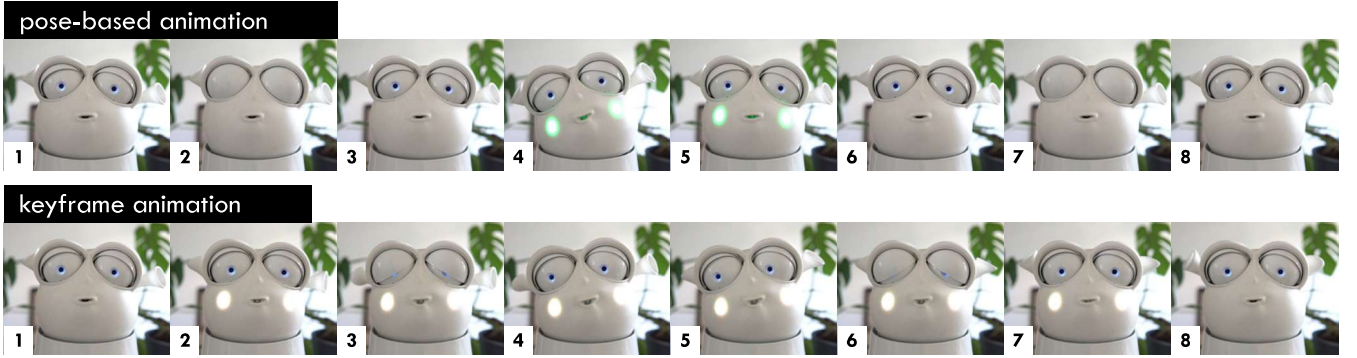 pose-based animation
1 2 3 4 5 6 7 8
keyframe animation
1 2 3 4 5 6 7 8